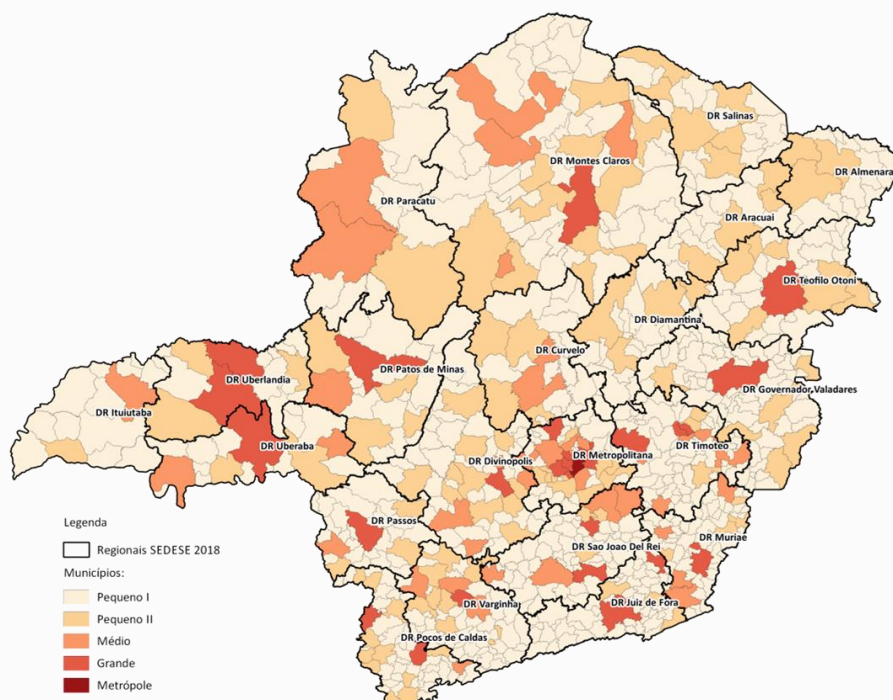 DR Salinas
DR Montes Claros
DR Almenara
DR Paracatu
DR Aracuai
DR Teofilo Otoni
DR Diamantina
DR Curvelo
DR Patos de Minas
DR Uberlandia
DR Governador Valadares
DR Ituiutaba
DR Uberaba
DR Timoteo
DR Metropolitana
DR Divinopolis
DR Passos
DR Muriae
DR Sao Joao Del Rei
DR Juiz de Fora
DR Varginha
DR Pocos de Caldas
Legenda
Regionais SEDESE 2018
Municípios:
Pequeno I
Pequeno II
Médio
Grande
Metrópole